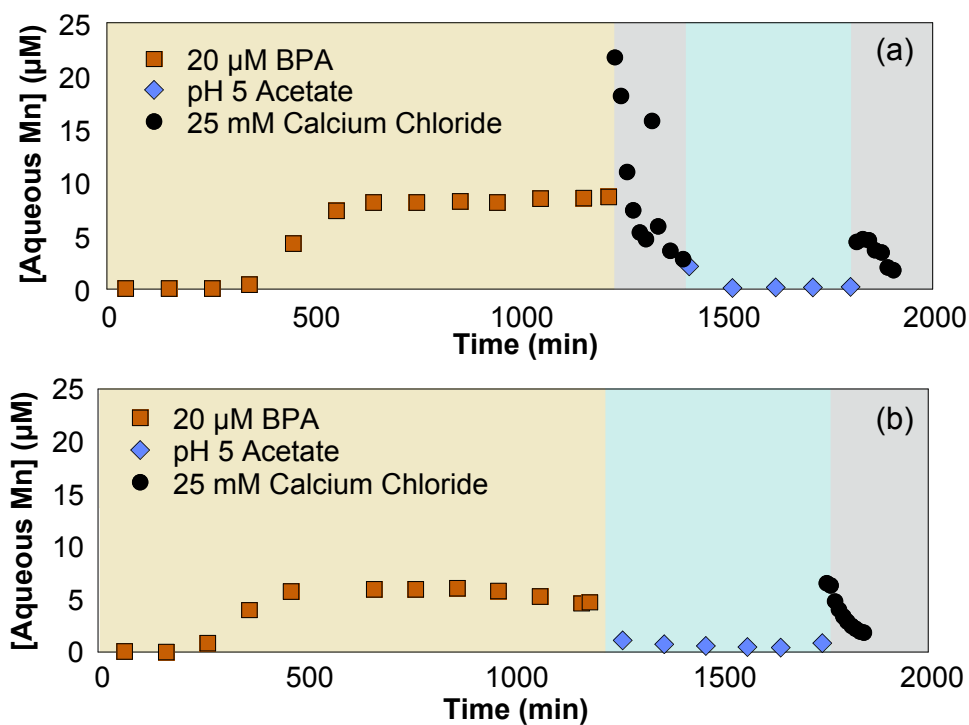 25
20
15
10
5
0
[Aqueous Mn] (μM)
20 μM BPA
pH 5 Acetate
25 mM Calcium Chloride
(a)
0 500 1000 1500 2000
Time (min)
25
20
15
10
5
0
[Aqueous Mn] (μM)
20 μM BPA
pH 5 Acetate
25 mM Calcium Chloride
(b)
0 500 1000 1500 2000
Time (min)